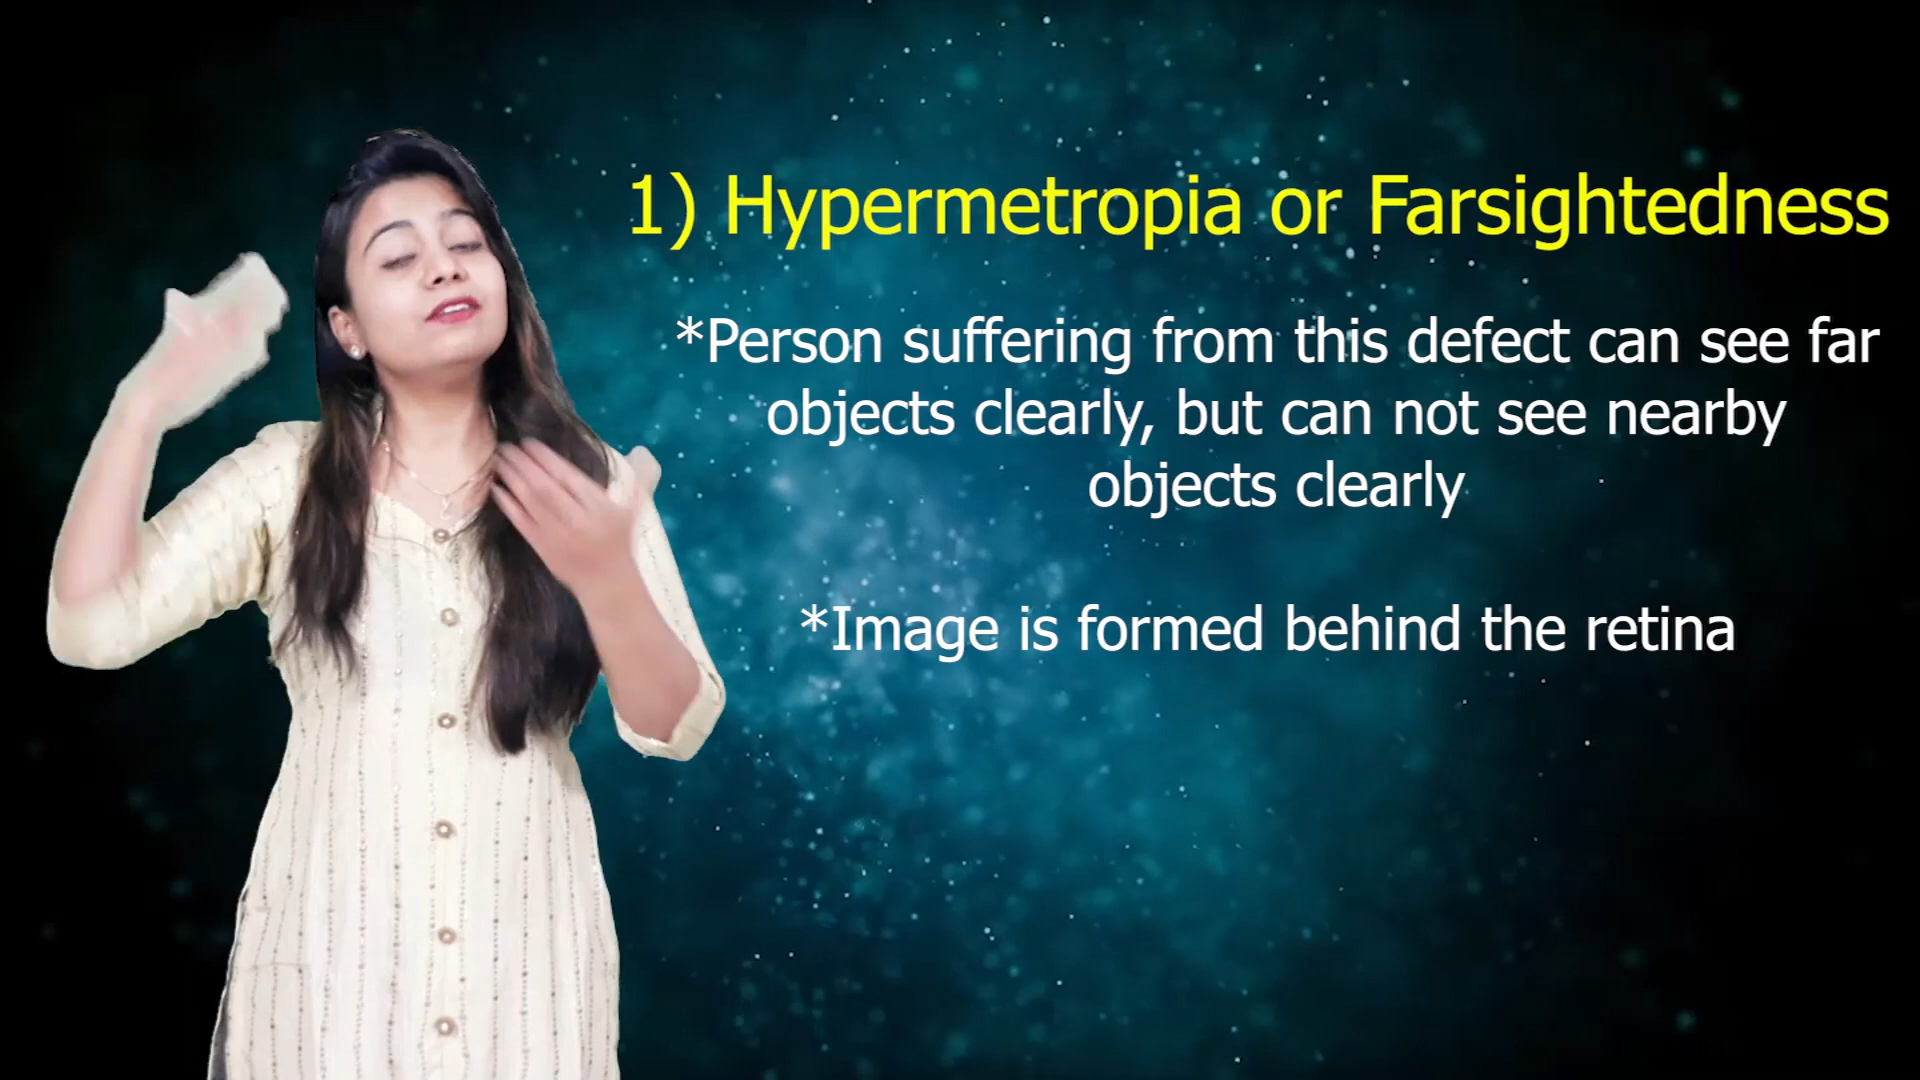 1) Hypermetropia or Farsightedness
*Person suffering from this defect can see far
objects clearly, but can not see nearby
objects clearly
*Image is formed behind the retina